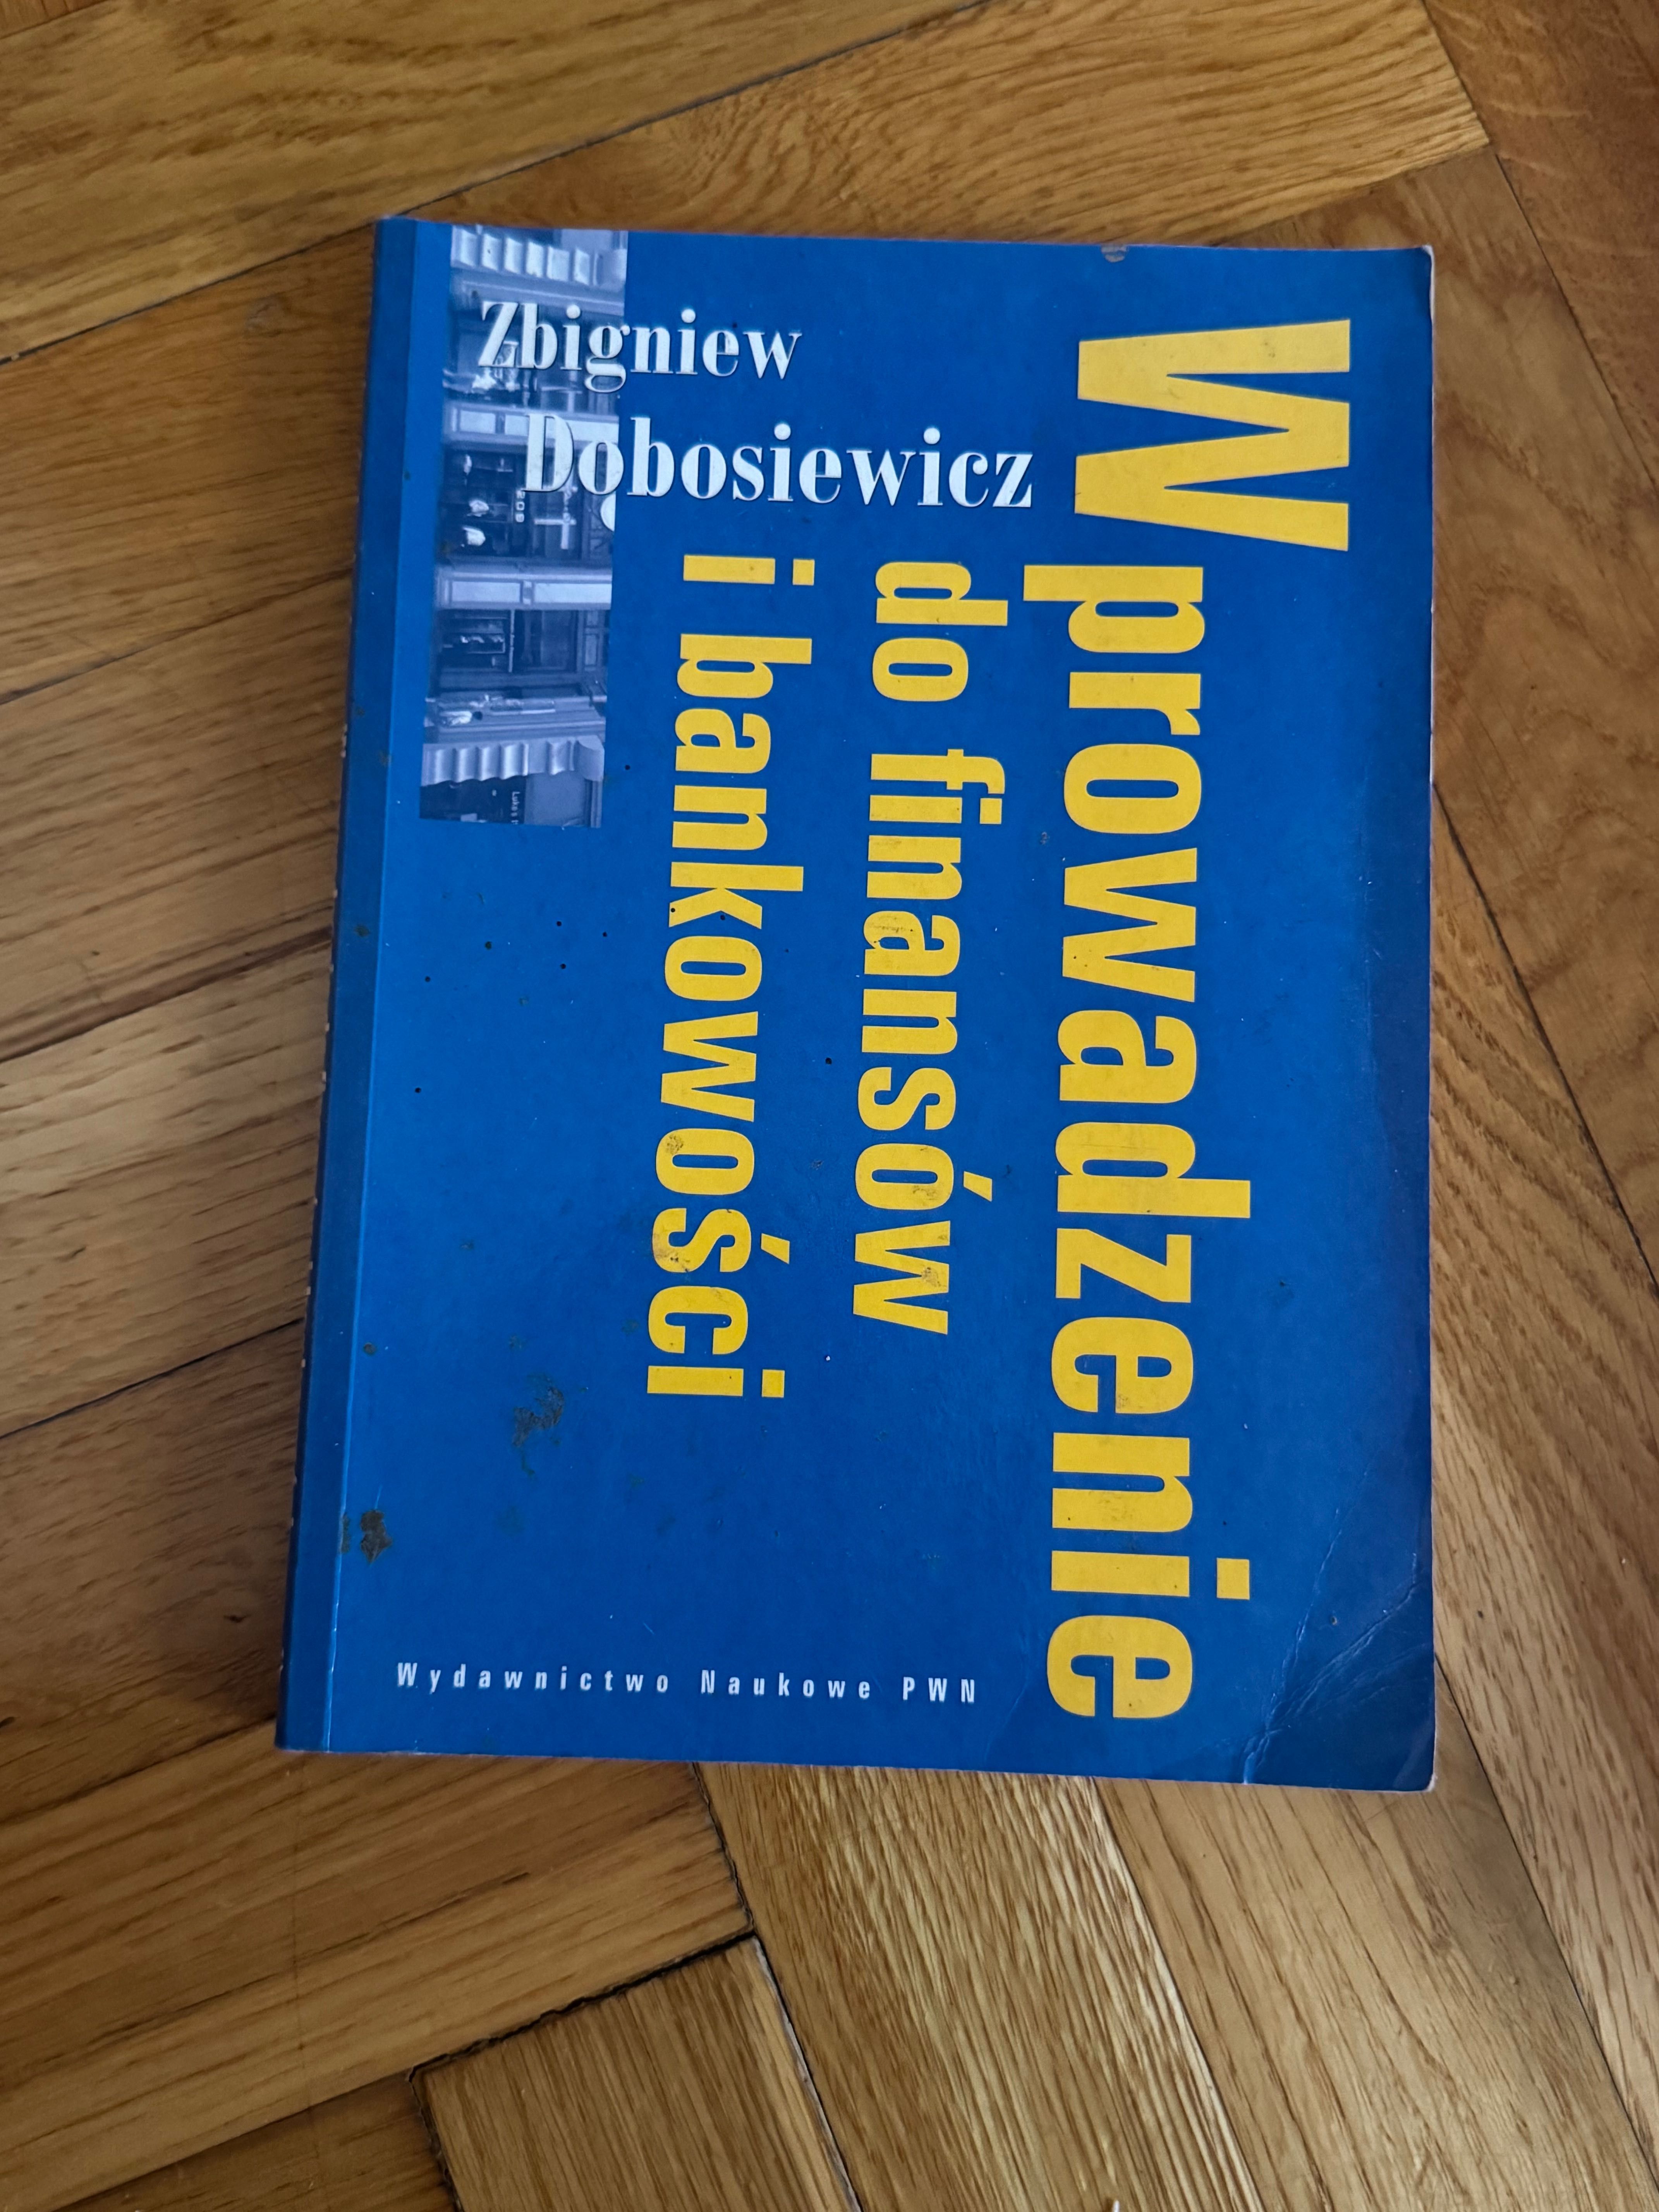 Zbigniew
Dobosiewicz
Wprowadzenie
do finansów
i bankowości
Wydawnictwo Naukowe PWN